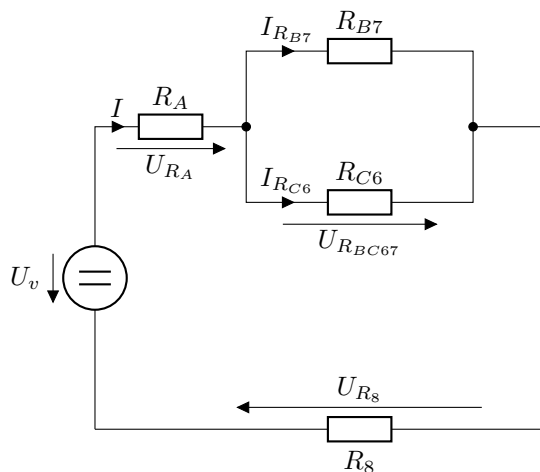 I_{R_{B7}} R_{B7}
I R_A
U_{R_A}
I_{R_{C6}} R_{C6}
U_{R_{BC67}}
U_v
U_{R_8}
R_8